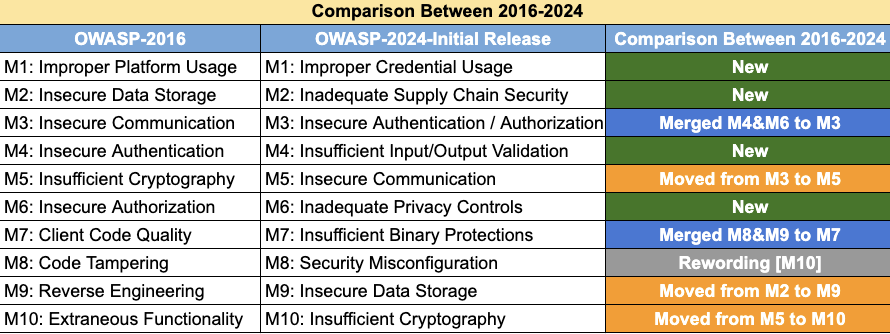 Comparison Between 2016-2024
OWASP-2016 OWASP-2024-Initial Release Comparison Between 2016-2024
M1: Improper Platform Usage M1: Improper Credential Usage New
M2: Insecure Data Storage M2: Inadequate Supply Chain Security New
M3: Insecure Communication M3: Insecure Authentication / Authorization Merged M4&M6 to M3
M4: Insecure Authentication M4: Insufficient Input/Output Validation New
M5: Insufficient Cryptography M5: Insecure Communication Moved from M3 to M5
M6: Insecure Authorization M6: Inadequate Privacy Controls New
M7: Client Code Quality M7: Insufficient Binary Protections Merged M8&M9 to M7
M8: Code Tampering M8: Security Misconfiguration Rewording [M10]
M9: Reverse Engineering M9: Insecure Data Storage Moved from M2 to M9
M10: Extraneous Functionality M10: Insufficient Cryptography Moved from M5 to M10